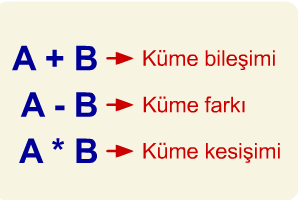 A + B → Küme bileşimi
A - B → Küme farkı
A * B → Küme kesişimi